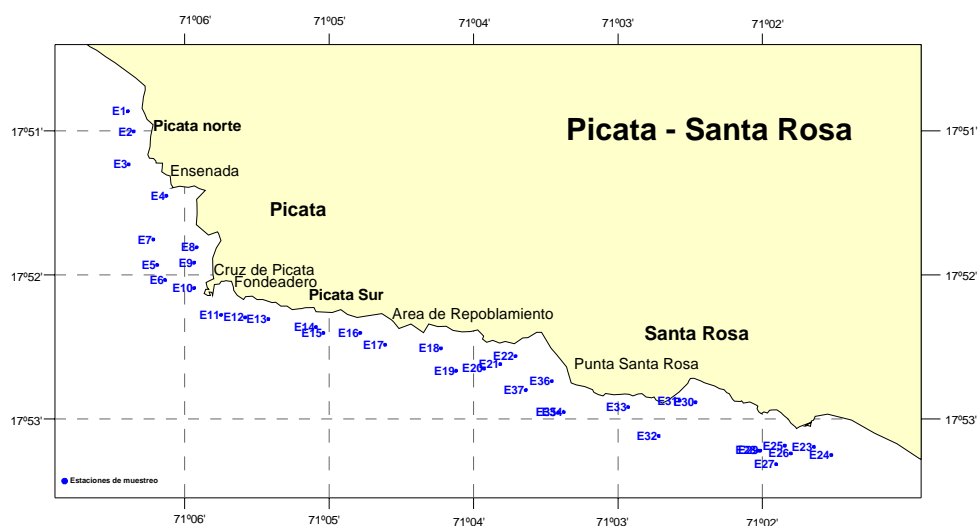 71º06' 71º05' 71º04' 71º03' 71º02'
E1
17º51' E2 Picata norte Picata - Santa Rosa 17º51'
E3
Ensenada
E4
Picata
E7
E8
E5 E9
Cruz de Picata
17º52' 17º52'
E6 Fondeadero
E10
Picata Sur
E11 E12 E13
Area de Repoblamiento
E14
E15 E16
Santa Rosa
E17
E18
E22
E21
E19 E20
Punta Santa Rosa
E36
E37
E34
E33
E30
17º53' 17º53'
E32
E25 E23
E26 E24
E27
Estaciones de muestreo
71º06' 71º05' 71º04' 71º03' 71º02'